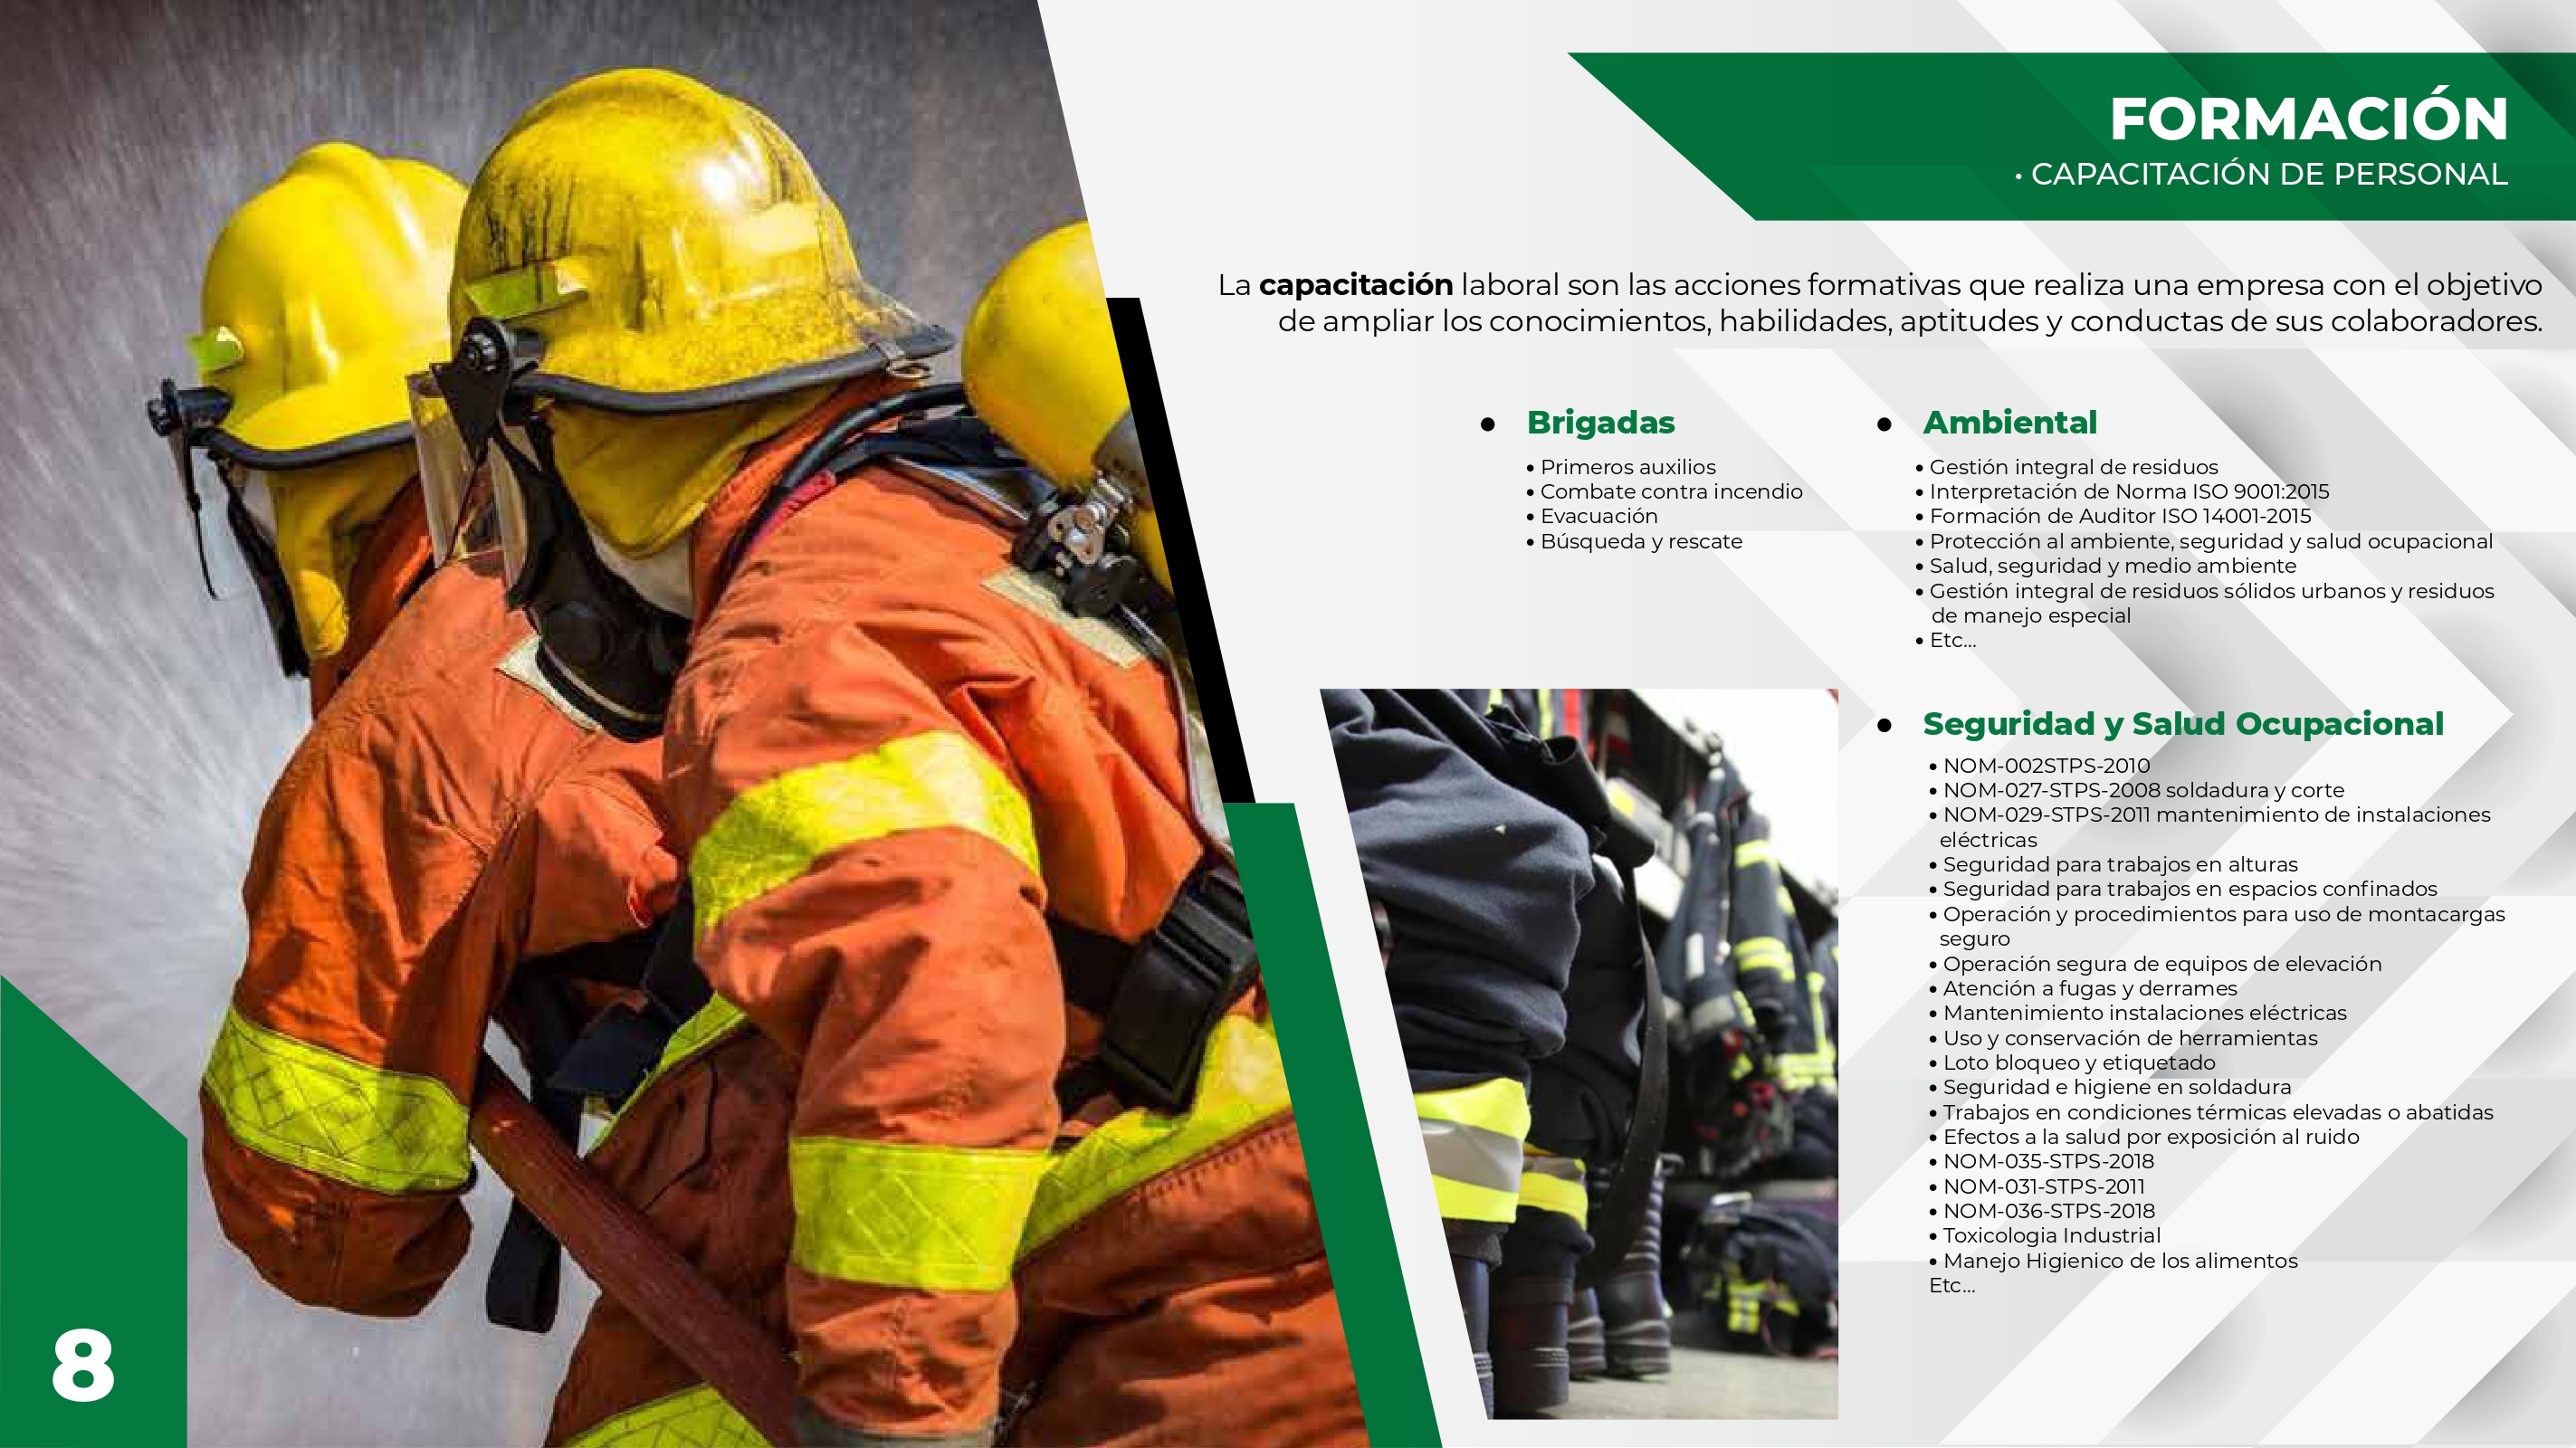 FORMACIÓN
• CAPACITACIÓN DE PERSONAL
La capacitación laboral son las acciones formativas que realiza una empresa con el objetivo
de ampliar los conocimientos, habilidades, aptitudes y conductas de sus colaboradores.
● Brigadas
• Primeros auxilios
• Combate contra incendio
• Evacuación
• Búsqueda y rescate
● Ambiental
• Gestión integral de residuos
• Interpretación de Norma ISO 9001:2015
• Formación de Auditor ISO 14001-2015
• Protección al ambiente, seguridad y salud ocupacional
• Salud, seguridad y medio ambiente
• Gestión integral de residuos sólidos urbanos y residuos
de manejo especial
• Etc...
● Seguridad y Salud Ocupacional
• NOM-002STPS-2010
• NOM-027-STPS-2008 soldadura y corte
• NOM-029-STPS-2011 mantenimiento de instalaciones
eléctricas
• Seguridad para trabajos en alturas
• Seguridad para trabajos en espacios confinados
• Operación y procedimientos para uso de montacargas
seguro
• Operación segura de equipos de elevación
• Atención a fugas y derrames
• Mantenimiento instalaciones eléctricas
• Uso y conservación de herramientas
• Loto bloqueo y etiquetado
• Seguridad e higiene en soldadura
• Trabajos en condiciones térmicas elevadas o abatidas
• Efectos a la salud por exposición al ruido
• NOM-035-STPS-2018
• NOM-031-STPS-2011
• NOM-036-STPS-2018
• Toxicologia Industrial
• Manejo Higienico de los alimentos
Etc...
8